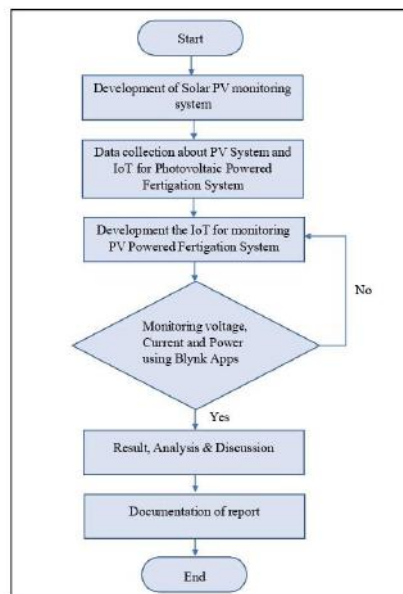 Start
Development of Solar PV monitoring
system
Data collection about PV System and
IoT for Photovoltaic Powered
Fertigation System
Development the IoT for monitoring
PV Powered Fertigation System
No
Monitoring voltage,
Current and Power
using Blynk Apps
Yes
Result, Analysis & Discussion
Documentation of report
End